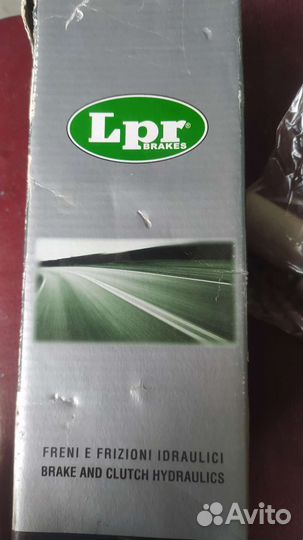 Lpr®
BRAKES
FRENI E FRIZIONI IDRAULICI
BRAKE AND CLUTCH HYDRAULICS
Avito